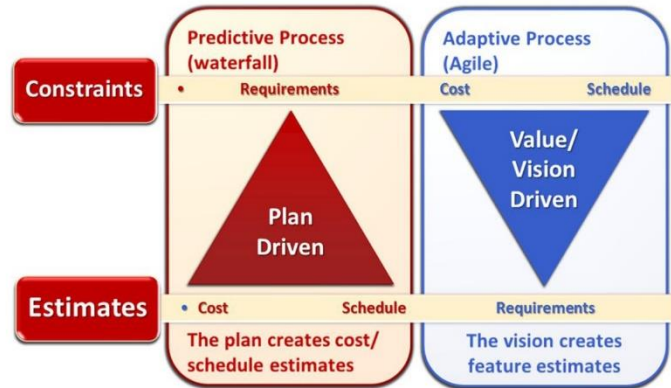 Predictive Process
(waterfall)
Adaptive Process
(Agile)
Constraints
• Requirements
Cost Schedule
Plan
Driven
Value/
Vision
Driven
Estimates
• Cost Schedule
Requirements
The plan creates cost/
schedule estimates
The vision creates
feature estimates